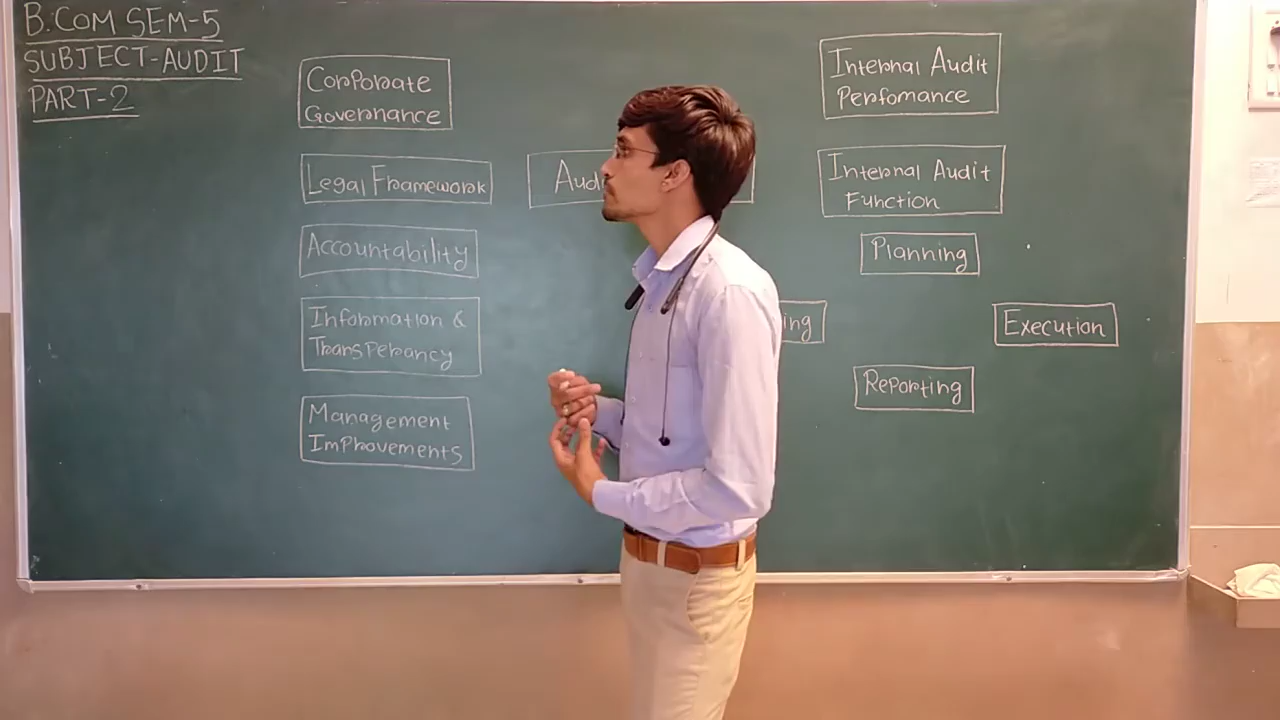 B.COM SEM-5
SUBJECT-AUDIT
PART-2
Corporate
Governance
Legal Framework
Accountability
Information &
Transperancy
Management
Improvements
Internal Audit
Perfomance
Internal Audit
Function
Planning
Execution
Reporting